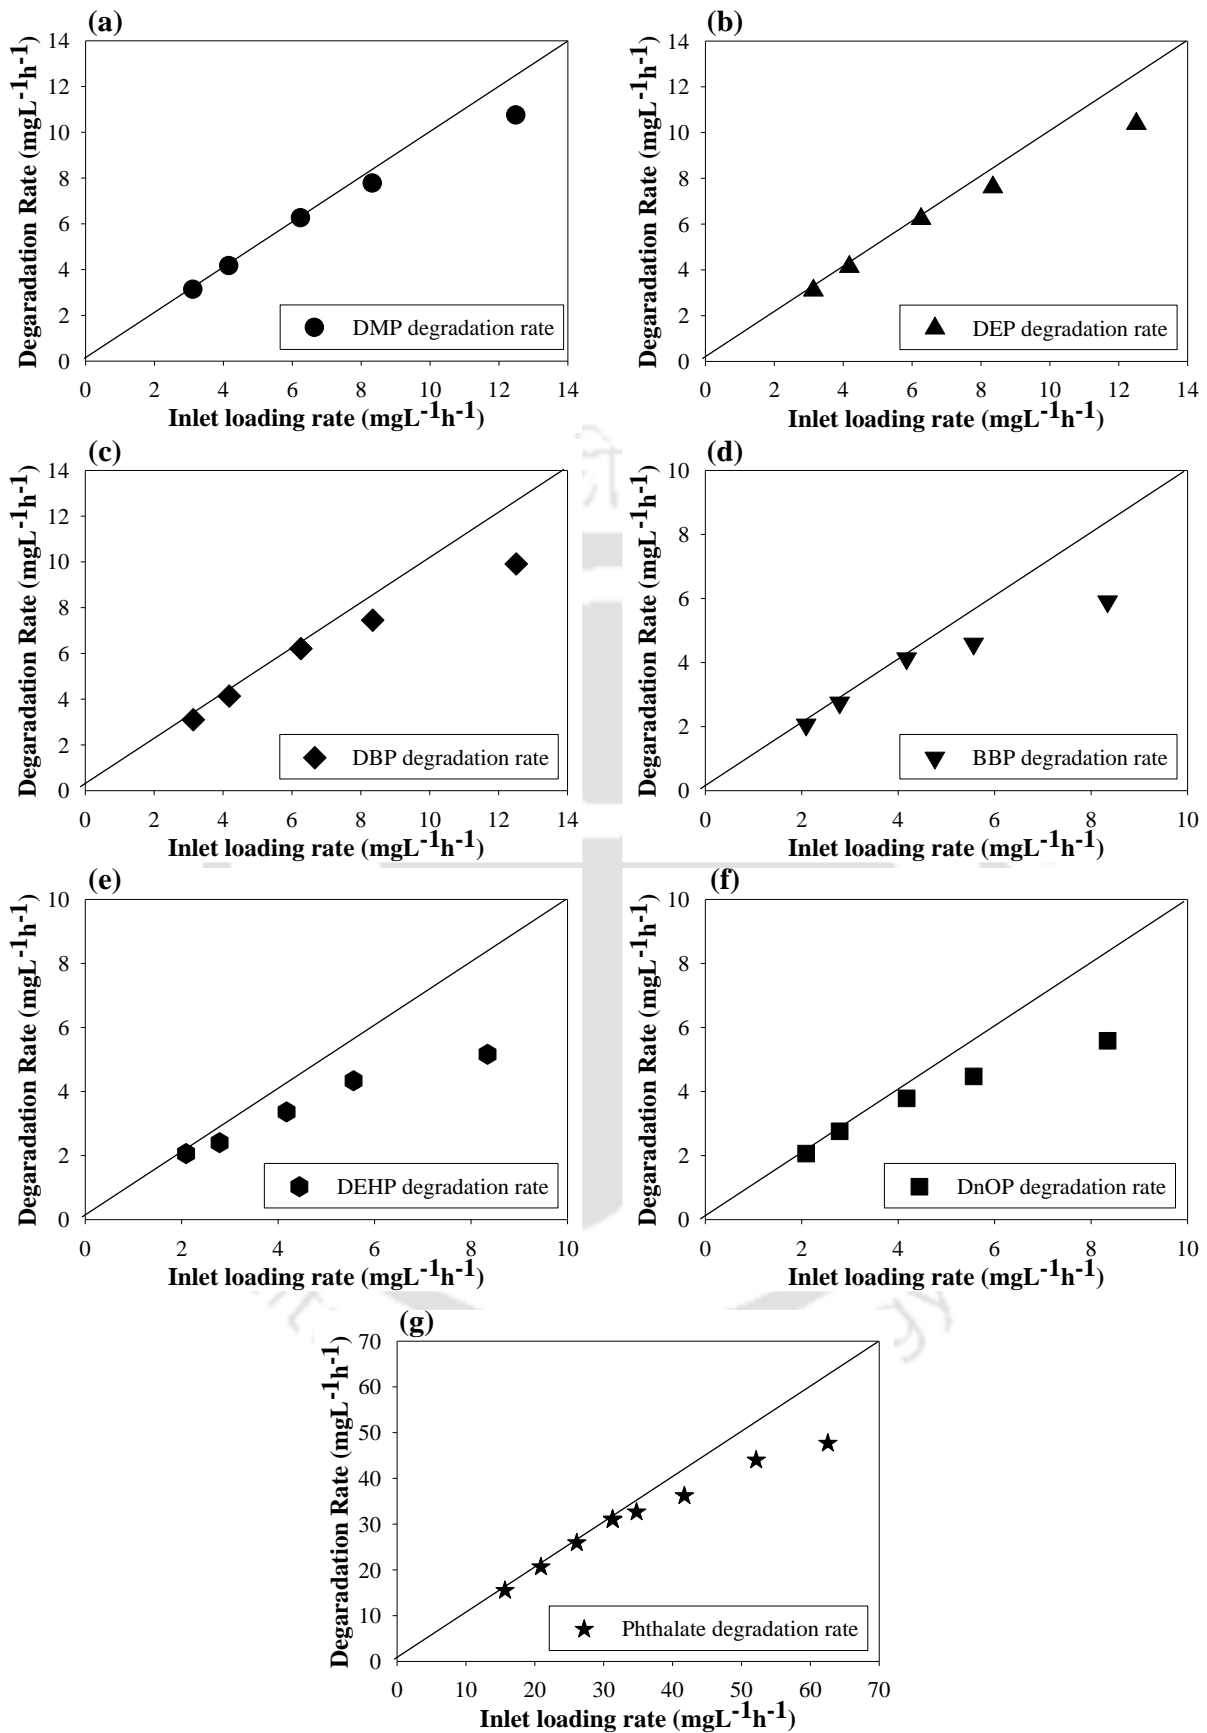 (a)
Degaradation Rate (mgL-1h-1)
14
12
10
8
6
4
2
0
DMP degradation rate
0 2 4 6 8 10 12 14
Inlet loading rate (mgL-1h-1)
(b)
Degaradation Rate (mgL-1h-1)
14
12
10
8
6
4
2
0
DEP degradation rate
0 2 4 6 8 10 12 14
Inlet loading rate (mgL-1h-1)
(c)
Degaradation Rate (mgL-1h-1)
14
12
10
8
6
4
2
0
DBP degradation rate
0 2 4 6 8 10 12 14
Inlet loading rate (mgL-1h-1)
(d)
Degaradation Rate (mgL-1h-1)
10
8
6
4
2
0
BBP degradation rate
0 2 4 6 8 10
Inlet loading rate (mgL-1h-1)
(e)
Degaradation Rate (mgL-1h-1)
10
8
6
4
2
0
DEHP degradation rate
0 2 4 6 8 10
Inlet loading rate (mgL-1h-1)
(f)
Degaradation Rate (mgL-1h-1)
10
8
6
4
2
0
DnOP degradation rate
0 2 4 6 8 10
Inlet loading rate (mgL-1h-1)
(g)
Degaradation Rate (mgL-1h-1)
70
60
50
40
30
20
10
0
Phthalate degradation rate
0 10 20 30 40 50 60 70
Inlet loading rate (mgL-1h-1)